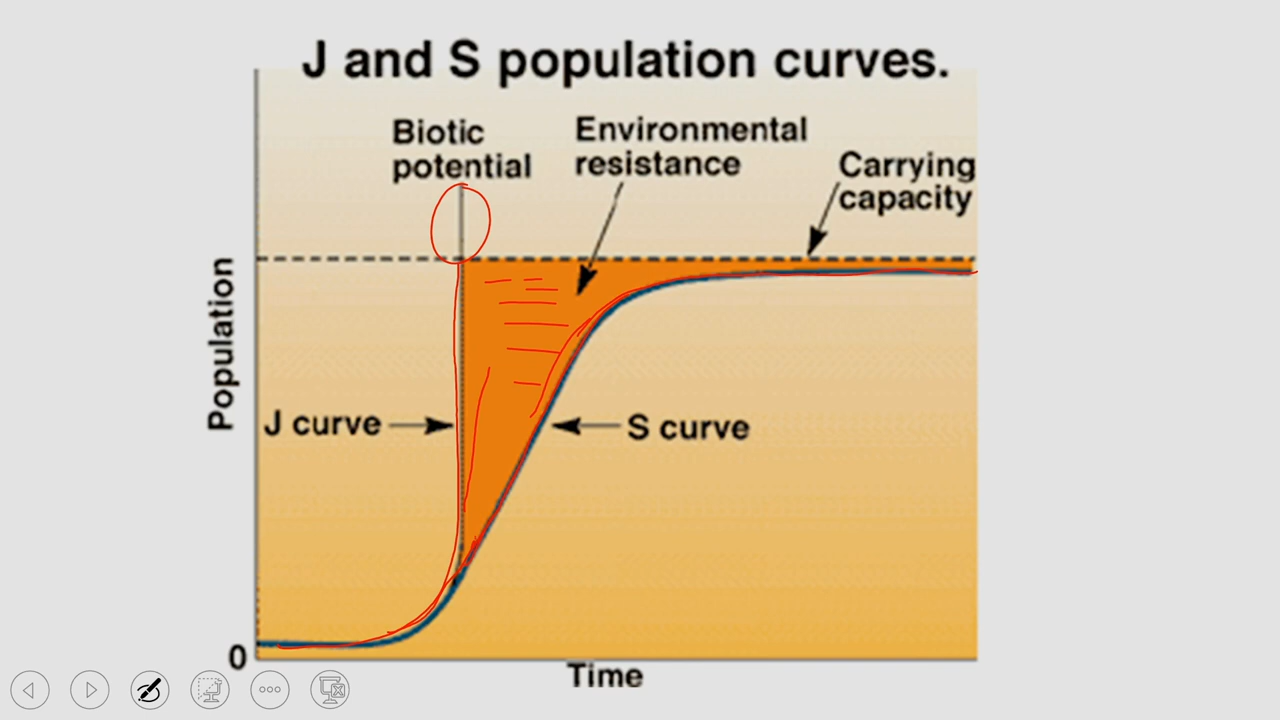 J and S population curves.
Biotic
potential
Environmental
resistance
Carrying
capacity
Population
J curve
S curve
0
Time